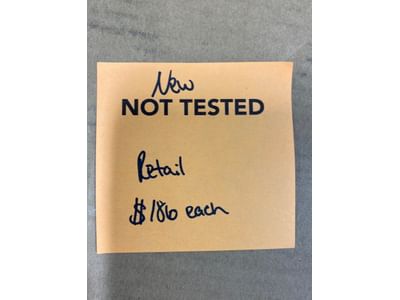 New
NOT TESTED
Retail
$186 each